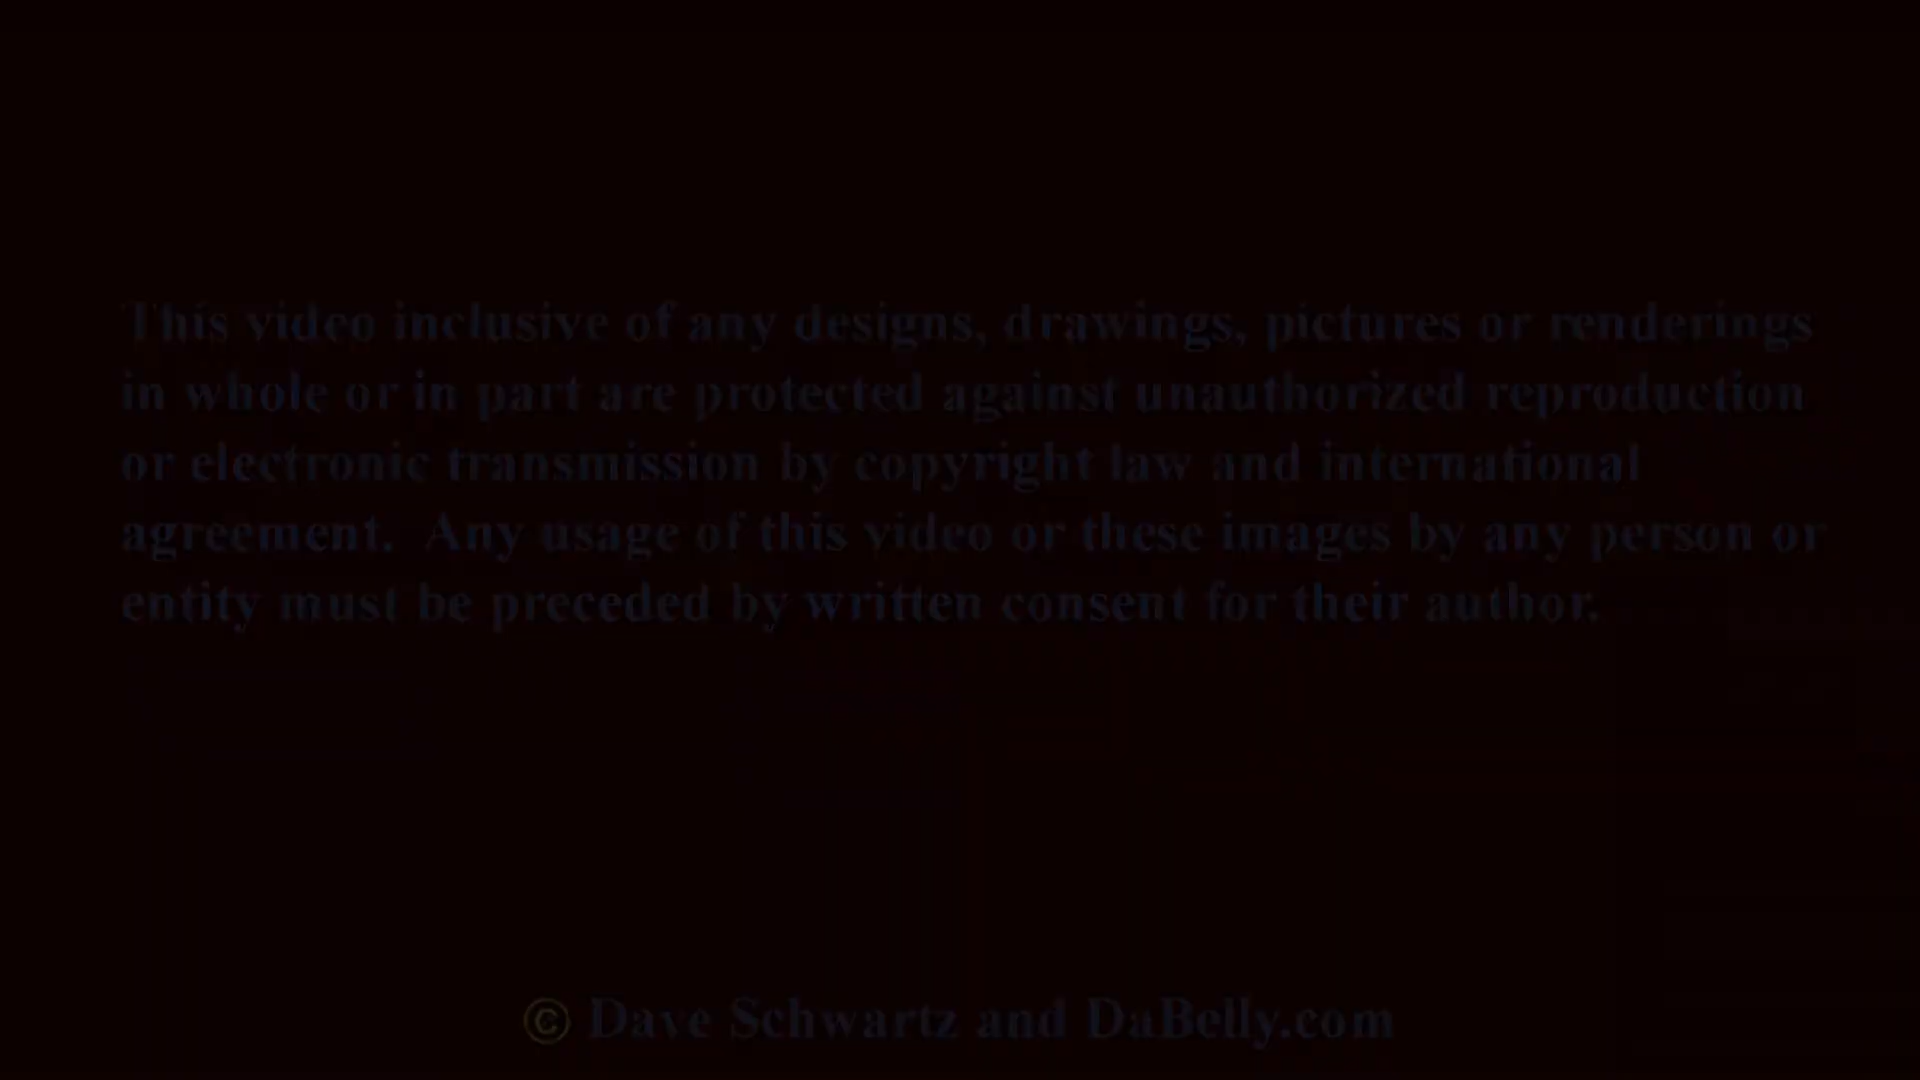 This video inclusive of any designs, drawings, pictures or renderings
in whole or in part are protected against unauthorized reproduction
or electronic transmission by copyright law and international
agreement.  Any usage of this video or these images by any person or
entity must be preceded by written consent for their author.
© Dave Schwartz and DaBelly.com